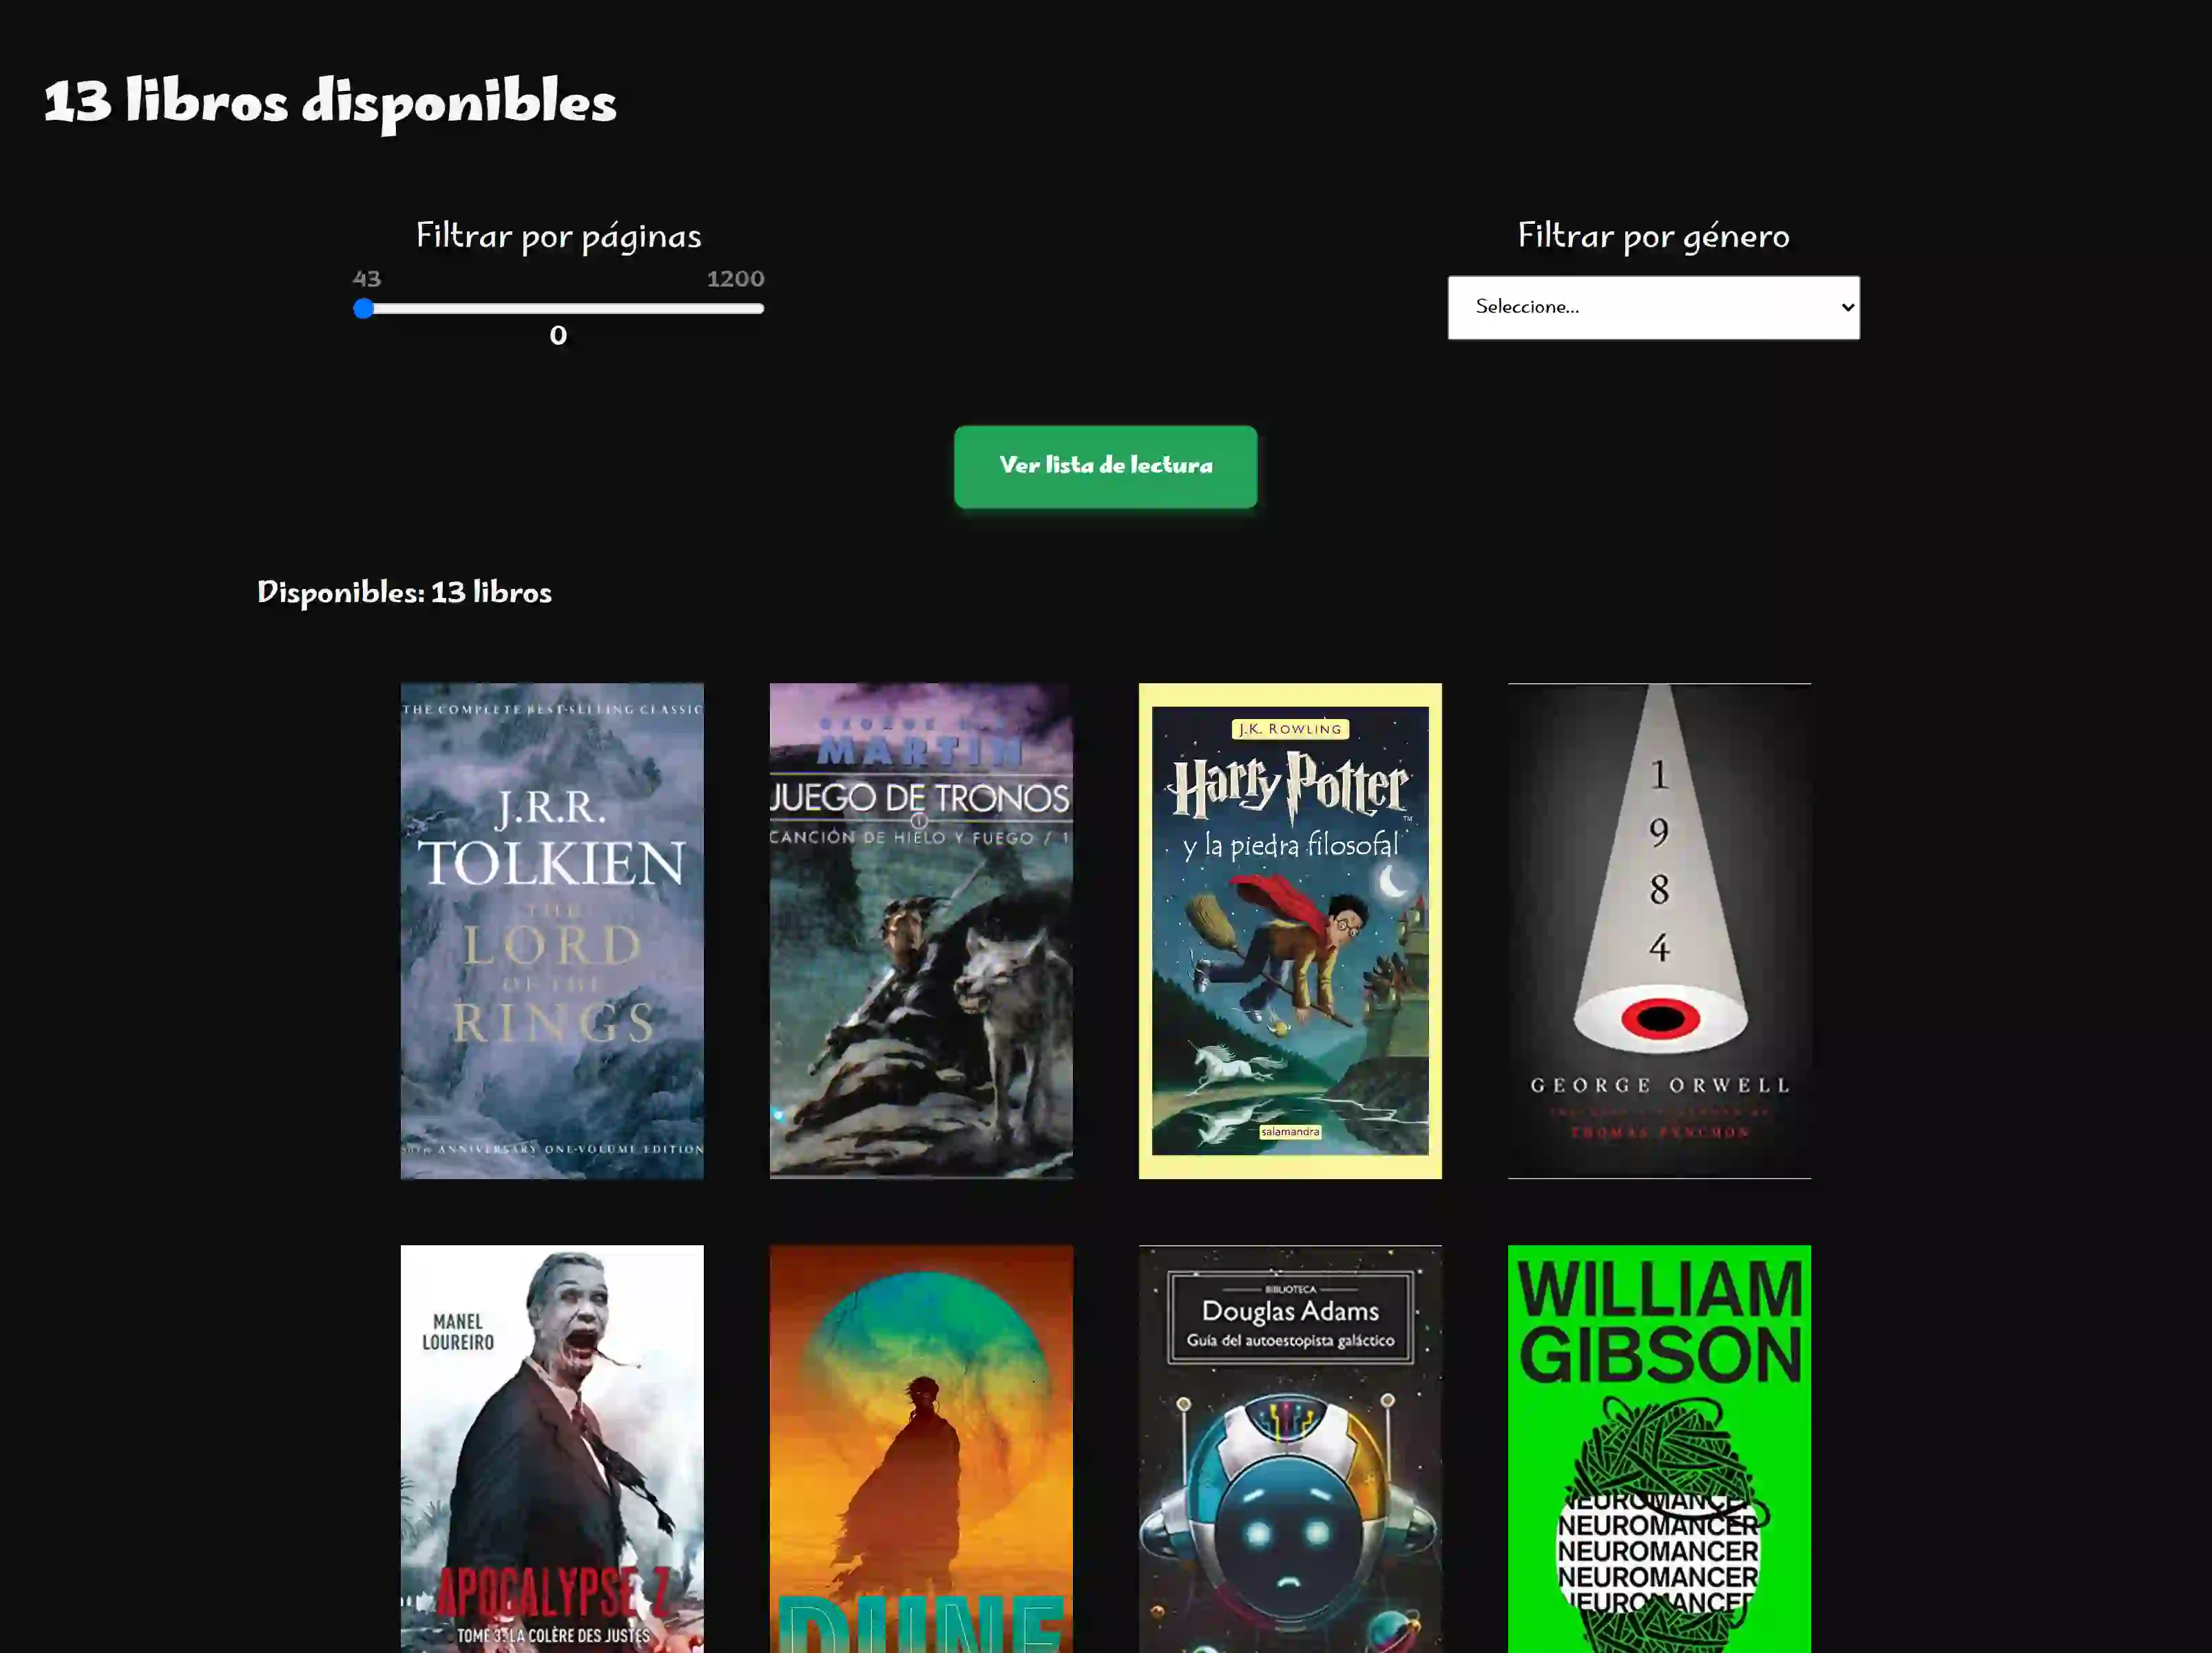 13 libros disponibles
Filtrar por páginas
43 1200
0
Filtrar por género
Seleccione...
Ver lista de lectura
Disponibles: 13 libros
THE COMPLETE BEST-SELLING CLASSIC
J.R.R.
TOLKIEN
THE
LORD
OF THE
RINGS
ANNIVERSARY ONE-VOLUME EDITION
GEORGE R.R.
MARTIN
JUEGO DE TRONOS
1
CANCIÓN DE HIELO Y FUEGO / 1
J.K. ROWLING
Harry Potter
TM
y la piedra filosofal
salamandra
1
9
8
4
GEORGE ORWELL
THOMAS PYNCHON
MANEL
LOUREIRO
APOCALYPSE Z
TOME 3: LA COLÈRE DES JUSTES
DUNE
BIBLIOTECA
Douglas Adams
Guía del autoestopista galáctico
WILLIAM
GIBSON
NEUROMANCER
NEUROMANCER
NEUROMANCER
NEUROMANCER
NEUROMANCER